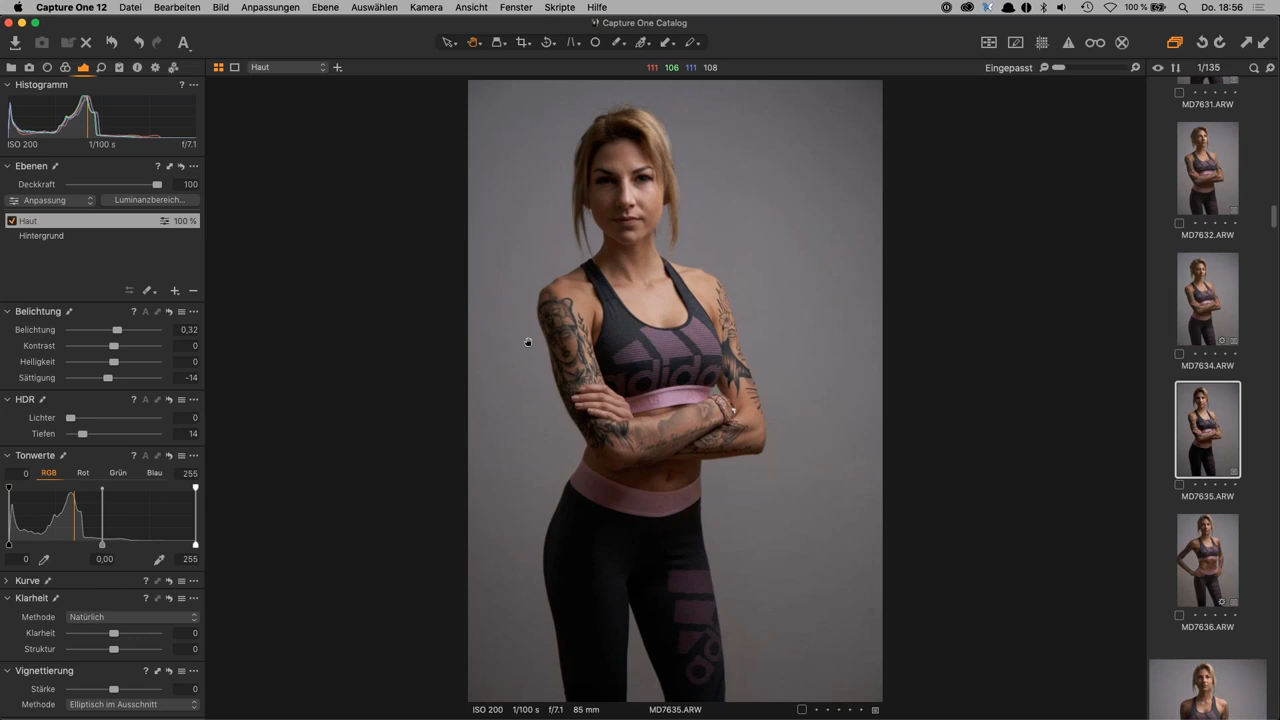 Capture One 12 Datei Bearbeiten Bild Anpassungen Ebene Auswählen Kamera Ansicht Fenster Skripte Hilfe 100 % Do. 18:56
Capture One Catalog
Haut 111 106 111 108 Eingepasst 1/135
Histogramm ?
ISO 200 1/100 s f/7.1
Ebenen ?
Deckkraft 100
Anpassung Luminanzbereich...
Haut 100 %
Hintergrund
Belichtung A ?
Belichtung 0,32
Kontrast 0
Helligkeit 0
Sättigung -14
HDR ? A
Lichter 0
Tiefen 14
Tonwerte ? A
0 RGB Rot Grün Blau 255
0 0,00 255
Kurve ?
Klarheit ?
Methode Natürlich
Klarheit 0
Struktur 0
Vignettierung ?
Stärke 0
Methode Elliptisch im Ausschnitt
adidas
ISO 200 1/100 s f/7.1 85 mm MD7635.ARW
MD7631.ARW
MD7632.ARW
MD7634.ARW
MD7635.ARW
MD7636.ARW